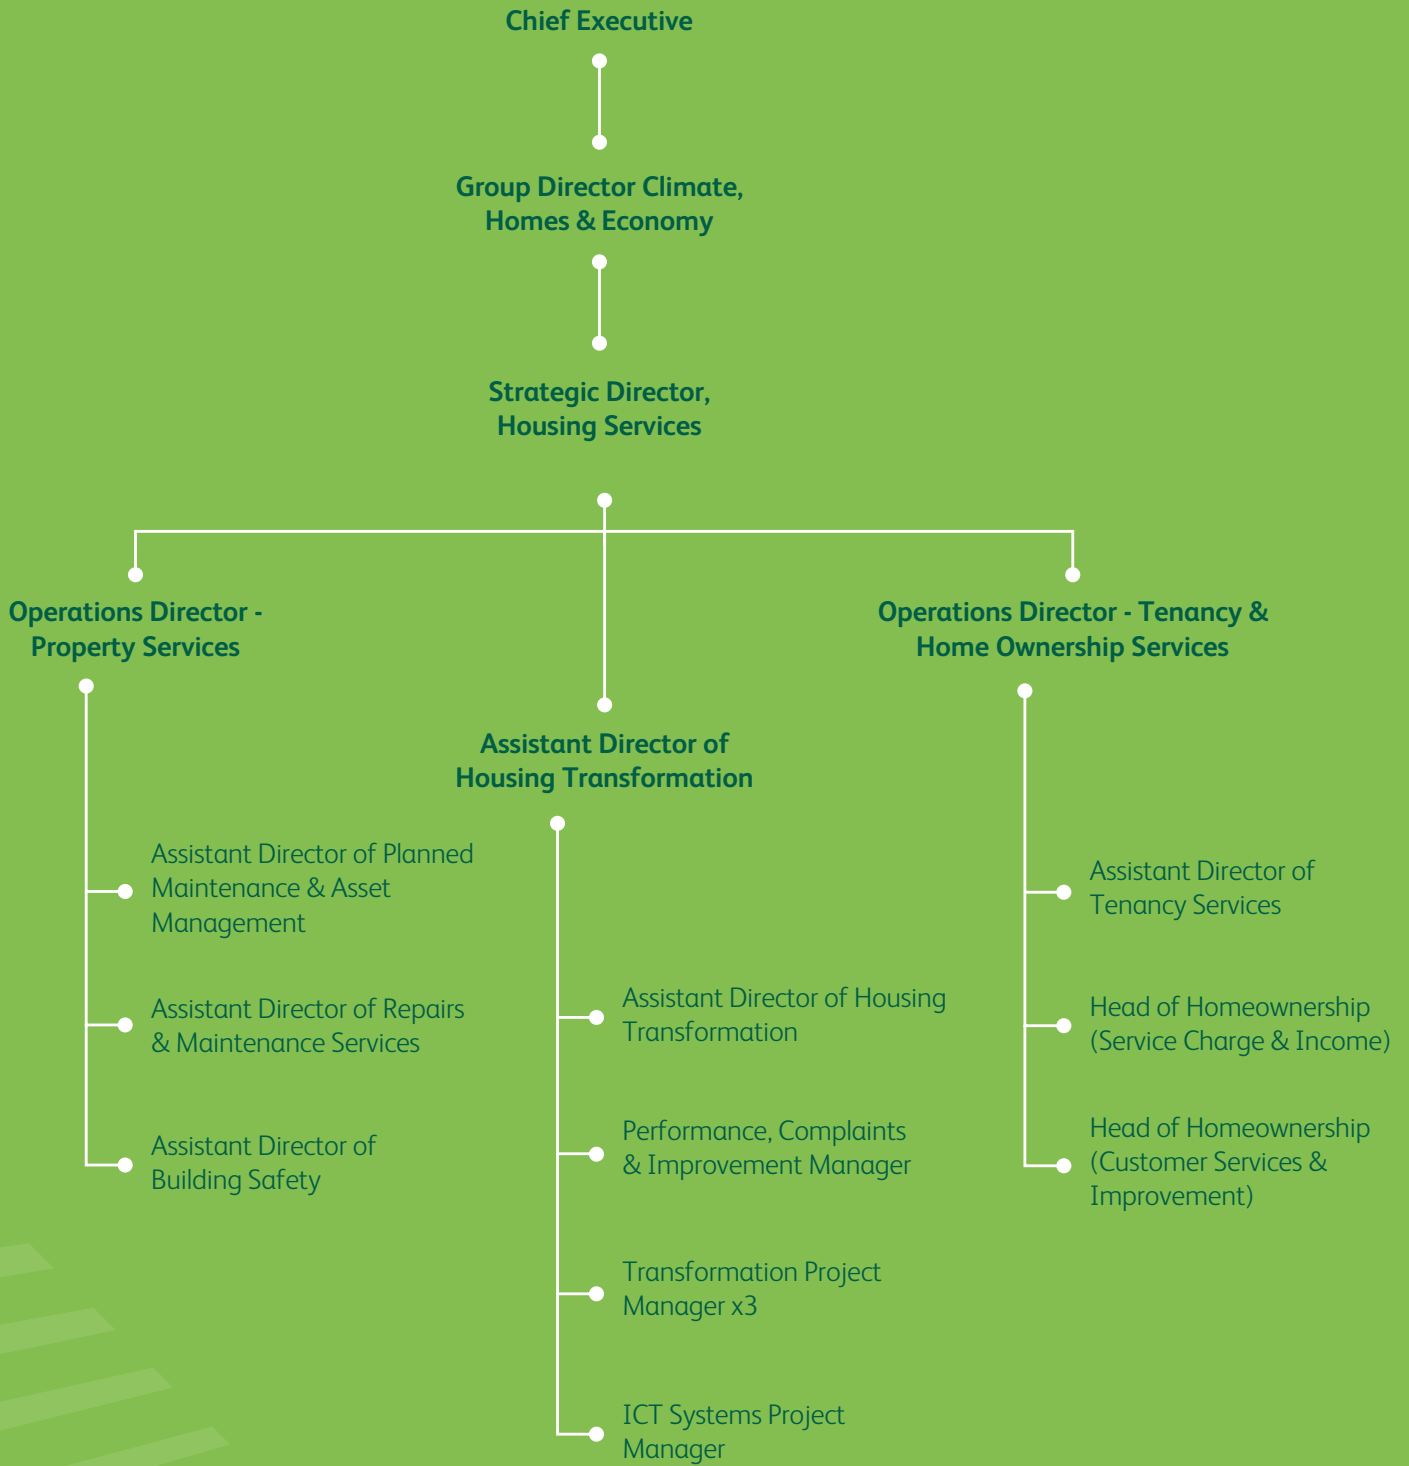 Chief Executive
Group Director Climate,
Homes & Economy
Strategic Director,
Housing Services
Operations Director -
Property Services
Assistant Director of Planned
Maintenance & Asset
Management
Assistant Director of Repairs
& Maintenance Services
Assistant Director of
Building Safety
Assistant Director of
Housing Transformation
Assistant Director of Housing
Transformation
Performance, Complaints
& Improvement Manager
Transformation Project
Manager x3
ICT Systems Project
Manager
Operations Director - Tenancy &
Home Ownership Services
Assistant Director of
Tenancy Services
Head of Homeownership
(Service Charge & Income)
Head of Homeownership
(Customer Services &
Improvement)